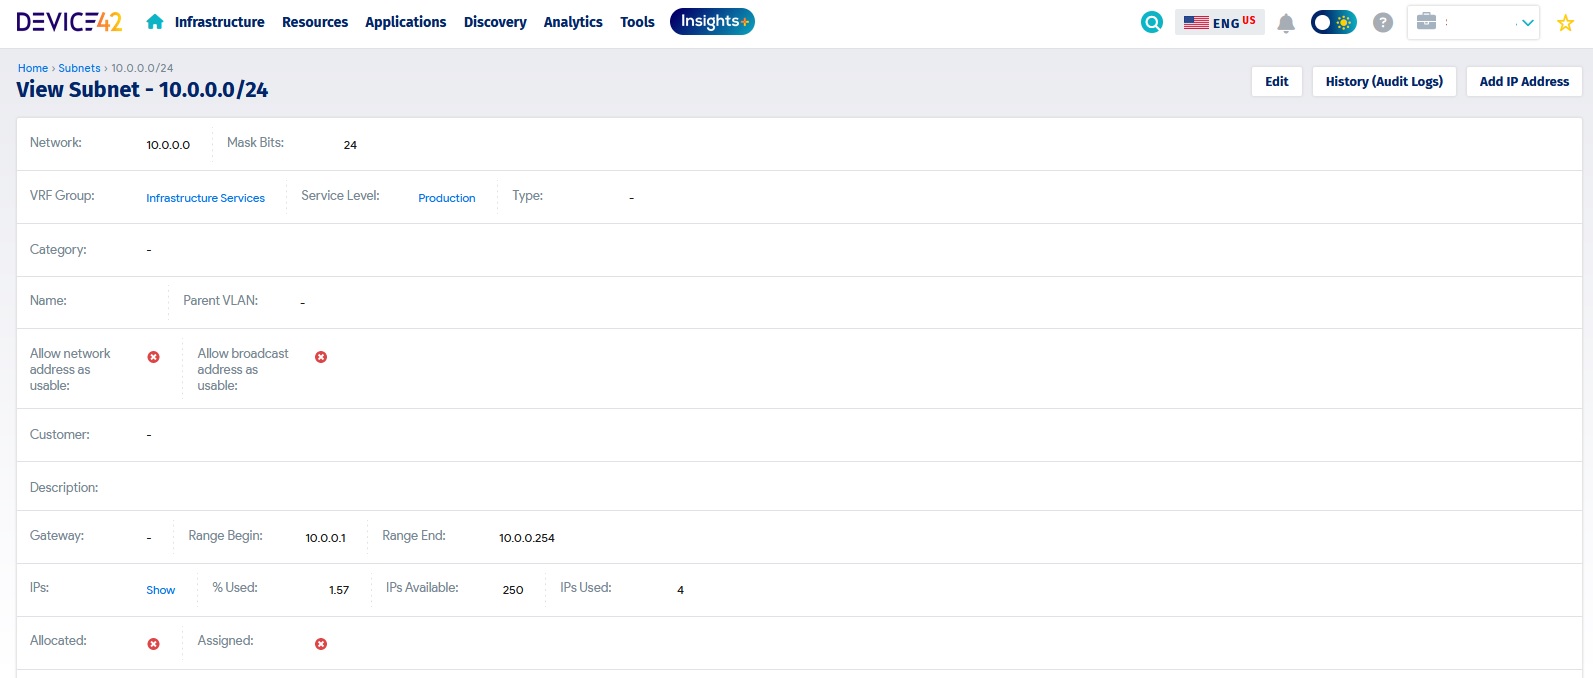 DEVICE42 Infrastructure Resources Applications Discovery Analytics Tools Insights+ ENG US ?
Home › Subnets › 10.0.0.0/24
View Subnet - 10.0.0.0/24 Edit History (Audit Logs) Add IP Address
Network: 10.0.0.0 Mask Bits: 24
VRF Group: Infrastructure Services Service Level: Production Type: -
Category: -
Name: Parent VLAN: -
Allow network address as usable: Allow broadcast address as usable:
Customer: -
Description:
Gateway: - Range Begin: 10.0.0.1 Range End: 10.0.0.254
IPs: Show % Used: 1.57 IPs Available: 250 IPs Used: 4
Allocated: Assigned: